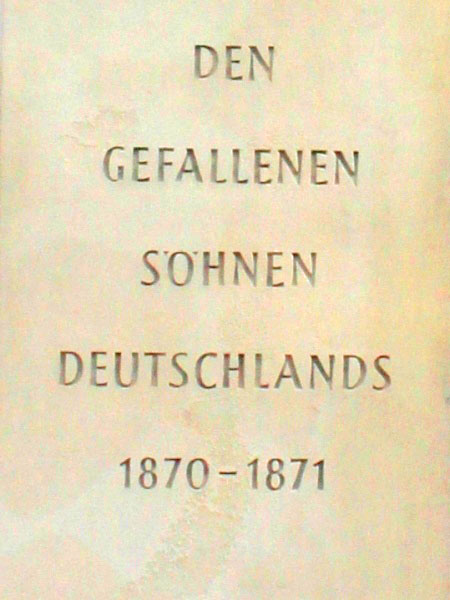 DEN
GEFALLENEN
SÖHNEN
DEUTSCHLANDS
1870-1871